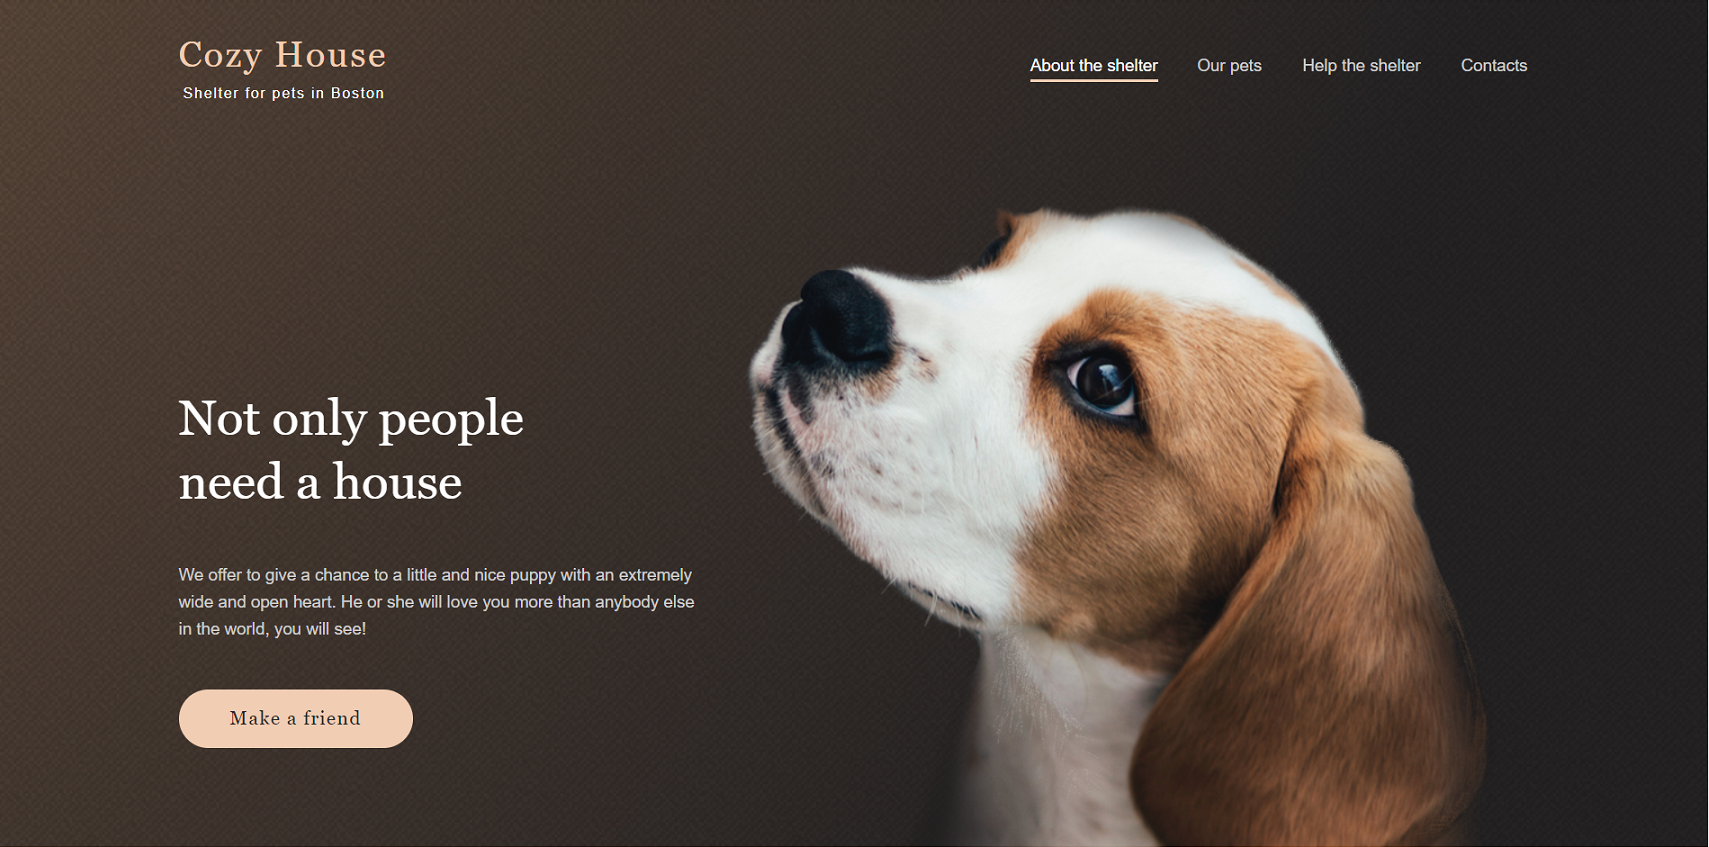 Cozy House
Shelter for pets in Boston
About the shelter
Our pets
Help the shelter
Contacts
Not only people
need a house
We offer to give a chance to a little and nice puppy with an extremely
wide and open heart. He or she will love you more than anybody else
in the world, you will see!
Make a friend